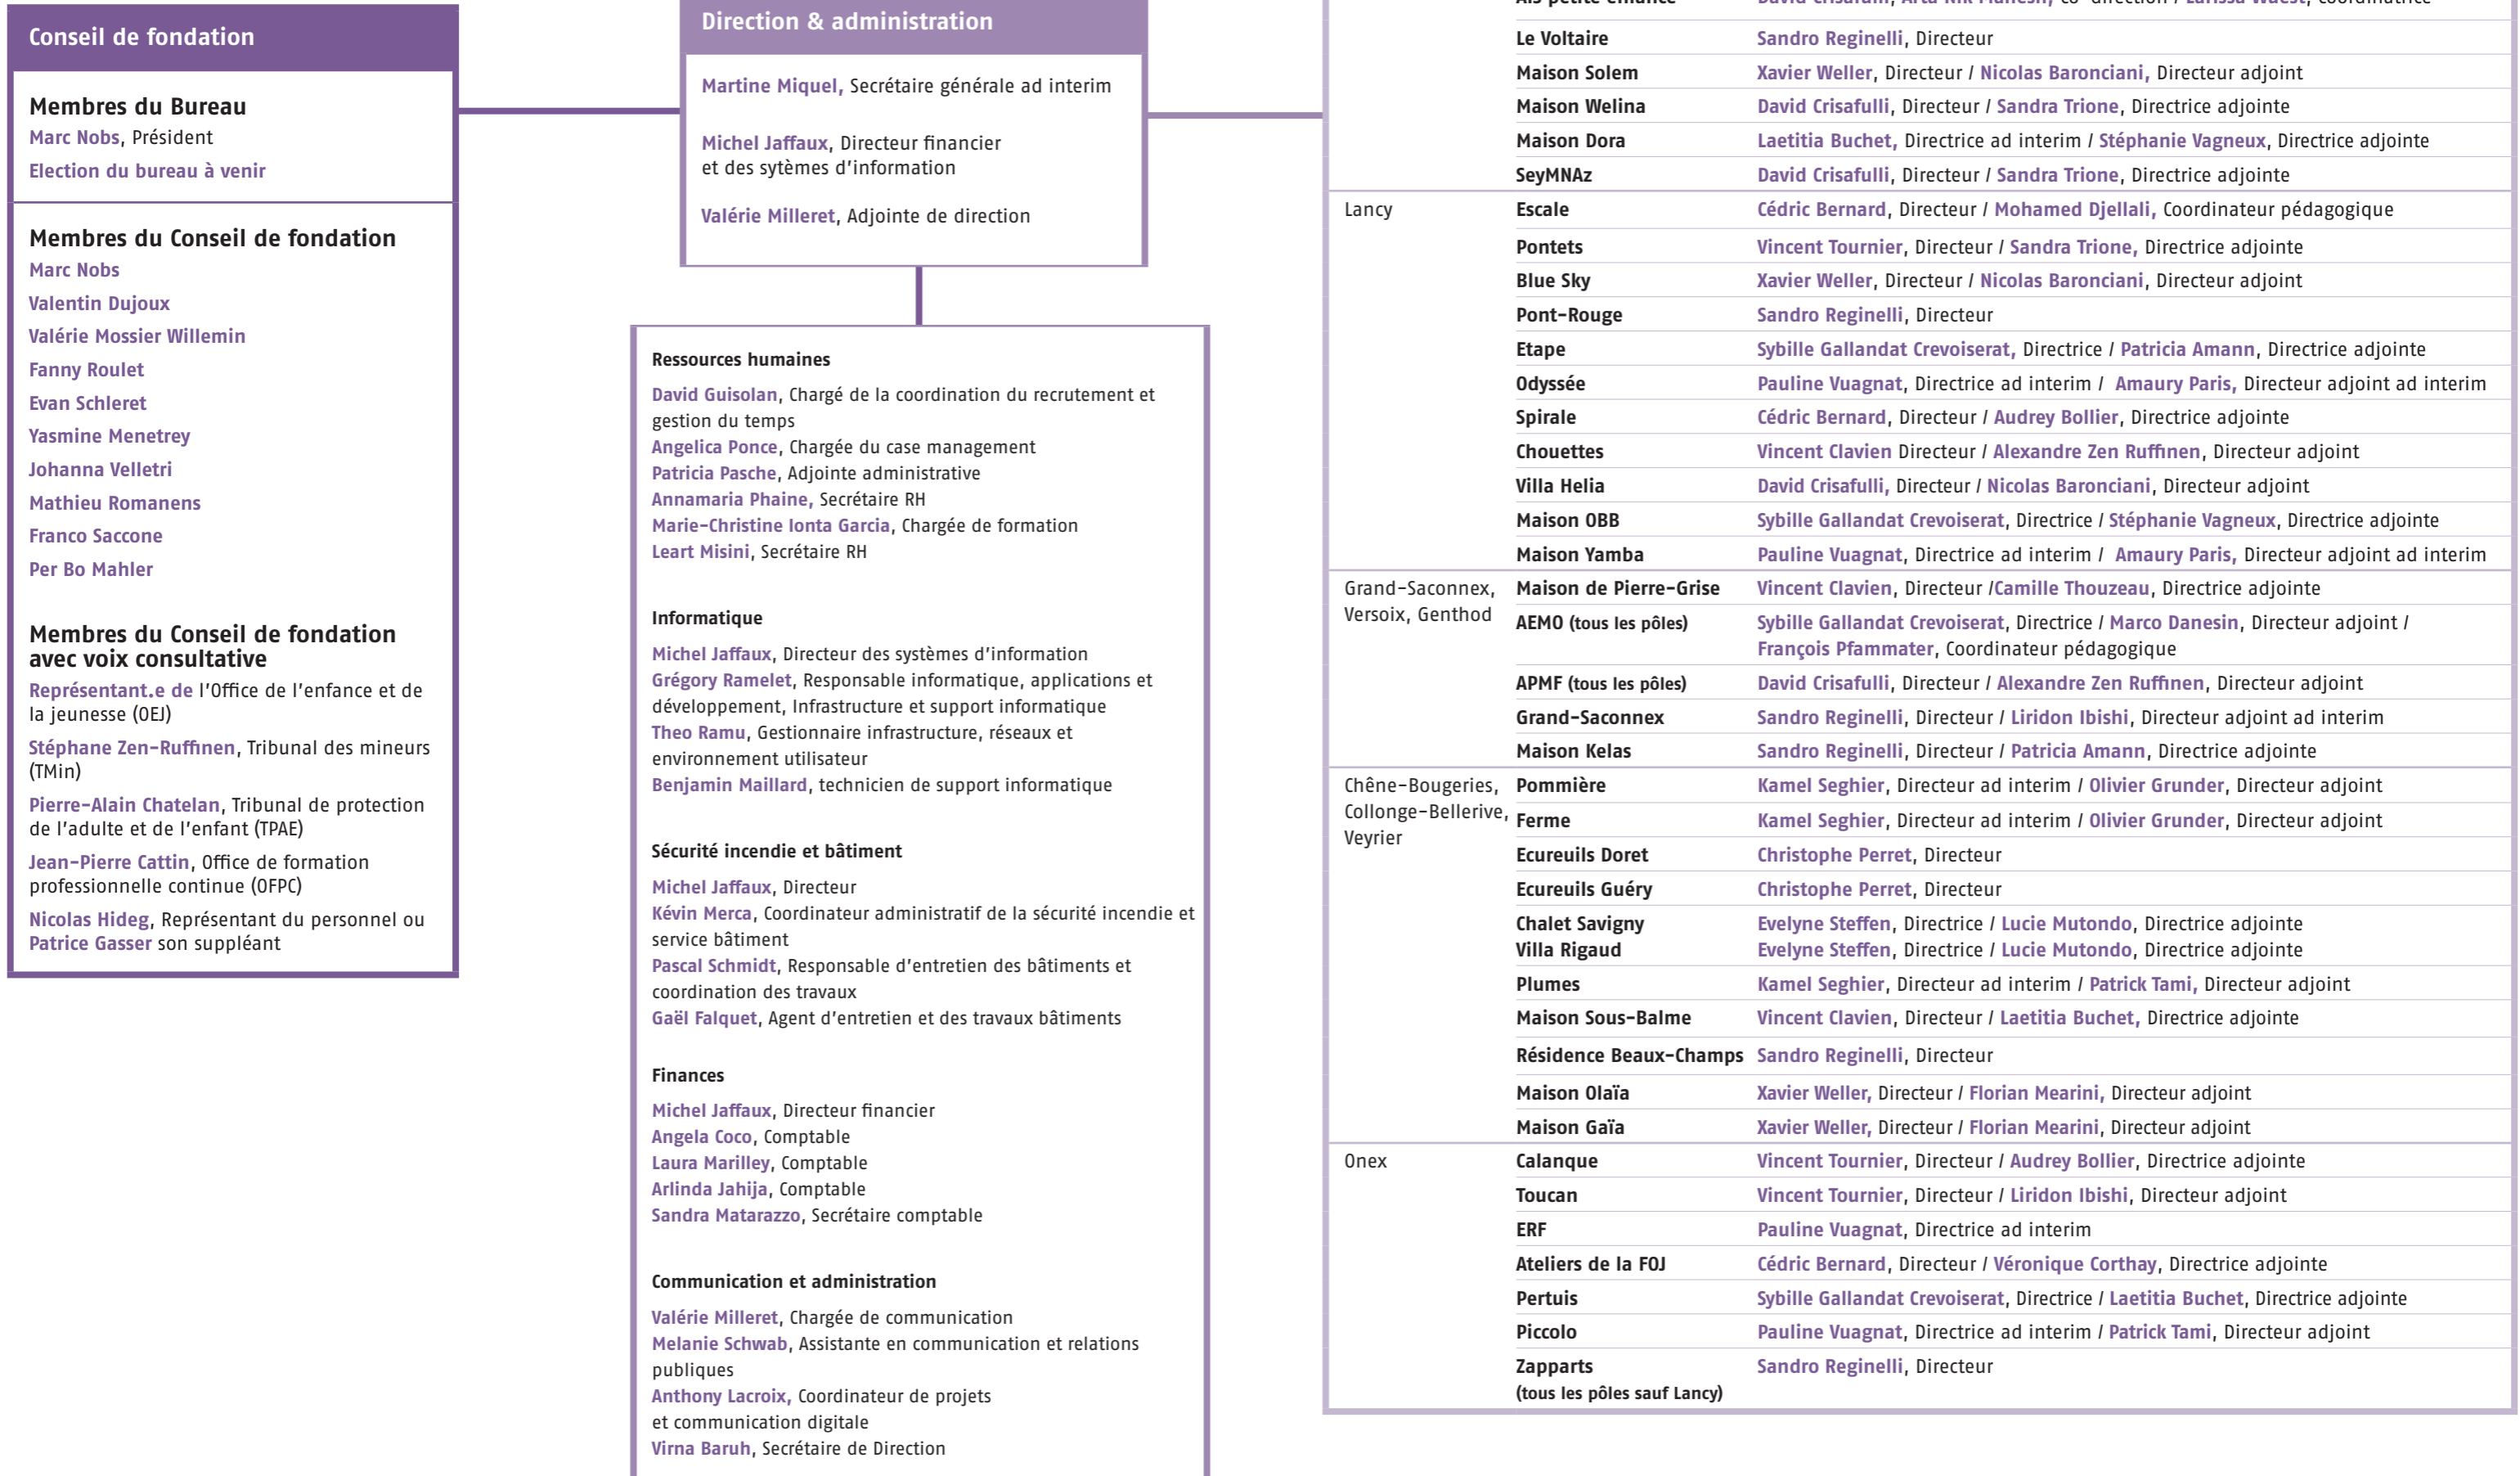 Conseil de fondation
Membres du Bureau
Marc Nobs, Président
Election du bureau à venir
Membres du Conseil de fondation
Marc Nobs
Valentin Dujoux
Valérie Mossier Willemin
Fanny Roulet
Evan Schleret
Yasmine Menetrey
Johanna Velletri
Mathieu Romanens
Franco Saccone
Per Bo Mahler
Membres du Conseil de fondation
avec voix consultative
Représentant.e de l'Office de l'enfance et de
la jeunesse (OEJ)
Stéphane Zen-Ruffinen, Tribunal des mineurs
(TMin)
Pierre-Alain Chatelan, Tribunal de protection
de l'adulte et de l'enfant (TPAE)
Jean-Pierre Cattin, Office de formation
professionnelle continue (OFPC)
Nicolas Hideg, Représentant du personnel ou
Patrice Gasser son suppléant
Direction & administration
Martine Miquel, Secrétaire générale ad interim
Michel Jaffaux, Directeur financier
et des sytèmes d'information
Valérie Milleret, Adjointe de direction
Ressources humaines
David Guisolan, Chargé de la coordination du recrutement et
gestion du temps
Angelica Ponce, Chargée du case management
Patricia Pasche, Adjointe administrative
Annamaria Phaine, Secrétaire RH
Marie-Christine Ionta Garcia, Chargée de formation
Leart Misini, Secrétaire RH
Informatique
Michel Jaffaux, Directeur des systèmes d'information
Grégory Ramelet, Responsable informatique, applications et
développement, Infrastructure et support informatique
Theo Ramu, Gestionnaire infrastructure, réseaux et
environnement utilisateur
Benjamin Maillard, technicien de support informatique
Sécurité incendie et bâtiment
Michel Jaffaux, Directeur
Kévin Merca, Coordinateur administratif de la sécurité incendie et
service bâtiment
Pascal Schmidt, Responsable d'entretien des bâtiments et
coordination des travaux
Gaël Falquet, Agent d'entretien et des travaux bâtiments
Finances
Michel Jaffaux, Directeur financier
Angela Coco, Comptable
Laura Marilley, Comptable
Arlinda Jahija, Comptable
Sandra Matarazzo, Secrétaire comptable
Communication et administration
Valérie Milleret, Chargée de communication
Melanie Schwab, Assistante en communication et relations
publiques
Anthony Lacroix, Coordinateur de projets
et communication digitale
Virna Baruh, Secrétaire de Direction
Le Voltaire Sandro Reginelli, Directeur
Maison Solem Xavier Weller, Directeur / Nicolas Baronciani, Directeur adjoint
Maison Welina David Crisafulli, Directeur / Sandra Trione, Directrice adjointe
Maison Dora Laetitia Buchet, Directrice ad interim / Stéphanie Vagneux, Directrice adjointe
SeyMNAz David Crisafulli, Directeur / Sandra Trione, Directrice adjointe
Lancy Escale Cédric Bernard, Directeur / Mohamed Djellali, Coordinateur pédagogique
Pontets Vincent Tournier, Directeur / Sandra Trione, Directrice adjointe
Blue Sky Xavier Weller, Directeur / Nicolas Baronciani, Directeur adjoint
Pont-Rouge Sandro Reginelli, Directeur
Etape Sybille Gallandat Crevoiserat, Directrice / Patricia Amann, Directrice adjointe
Odyssée Pauline Vuagnat, Directrice ad interim / Amaury Paris, Directeur adjoint ad interim
Spirale Cédric Bernard, Directeur / Audrey Bollier, Directrice adjointe
Chouettes Vincent Clavien Directeur / Alexandre Zen Ruffinen, Directeur adjoint
Villa Helia David Crisafulli, Directeur / Nicolas Baronciani, Directeur adjoint
Maison OBB Sybille Gallandat Crevoiserat, Directrice / Stéphanie Vagneux, Directrice adjointe
Maison Yamba Pauline Vuagnat, Directrice ad interim / Amaury Paris, Directeur adjoint ad interim
Grand-Saconnex, Maison de Pierre-Grise Vincent Clavien, Directeur /Camille Thouzeau, Directrice adjointe
Versoix, Genthod AEMO (tous les pôles) Sybille Gallandat Crevoiserat, Directrice / Marco Danesin, Directeur adjoint /
François Pfammater, Coordinateur pédagogique
APMF (tous les pôles) David Crisafulli, Directeur / Alexandre Zen Ruffinen, Directeur adjoint
Grand-Saconnex Sandro Reginelli, Directeur / Liridon Ibishi, Directeur adjoint ad interim
Maison Kelas Sandro Reginelli, Directeur / Patricia Amann, Directrice adjointe
Chêne-Bougeries, Pommière Kamel Seghier, Directeur ad interim / Olivier Grunder, Directeur adjoint
Collonge-Bellerive, Ferme Kamel Seghier, Directeur ad interim / Olivier Grunder, Directeur adjoint
Veyrier
Ecureuils Doret Christophe Perret, Directeur
Ecureuils Guéry Christophe Perret, Directeur
Chalet Savigny Evelyne Steffen, Directrice / Lucie Mutondo, Directrice adjointe
Villa Rigaud Evelyne Steffen, Directrice / Lucie Mutondo, Directrice adjointe
Plumes Kamel Seghier, Directeur ad interim / Patrick Tami, Directeur adjoint
Maison Sous-Balme Vincent Clavien, Directeur / Laetitia Buchet, Directrice adjointe
Résidence Beaux-Champs Sandro Reginelli, Directeur
Maison Olaïa Xavier Weller, Directeur / Florian Mearini, Directeur adjoint
Maison Gaïa Xavier Weller, Directeur / Florian Mearini, Directeur adjoint
Onex Calanque Vincent Tournier, Directeur / Audrey Bollier, Directrice adjointe
Toucan Vincent Tournier, Directeur / Liridon Ibishi, Directeur adjoint
ERF Pauline Vuagnat, Directrice ad interim
Ateliers de la FOJ Cédric Bernard, Directeur / Véronique Corthay, Directrice adjointe
Pertuis Sybille Gallandat Crevoiserat, Directrice / Laetitia Buchet, Directrice adjointe
Piccolo Pauline Vuagnat, Directrice ad interim / Patrick Tami, Directeur adjoint
Zapparts Sandro Reginelli, Directeur
(tous les pôles sauf Lancy)